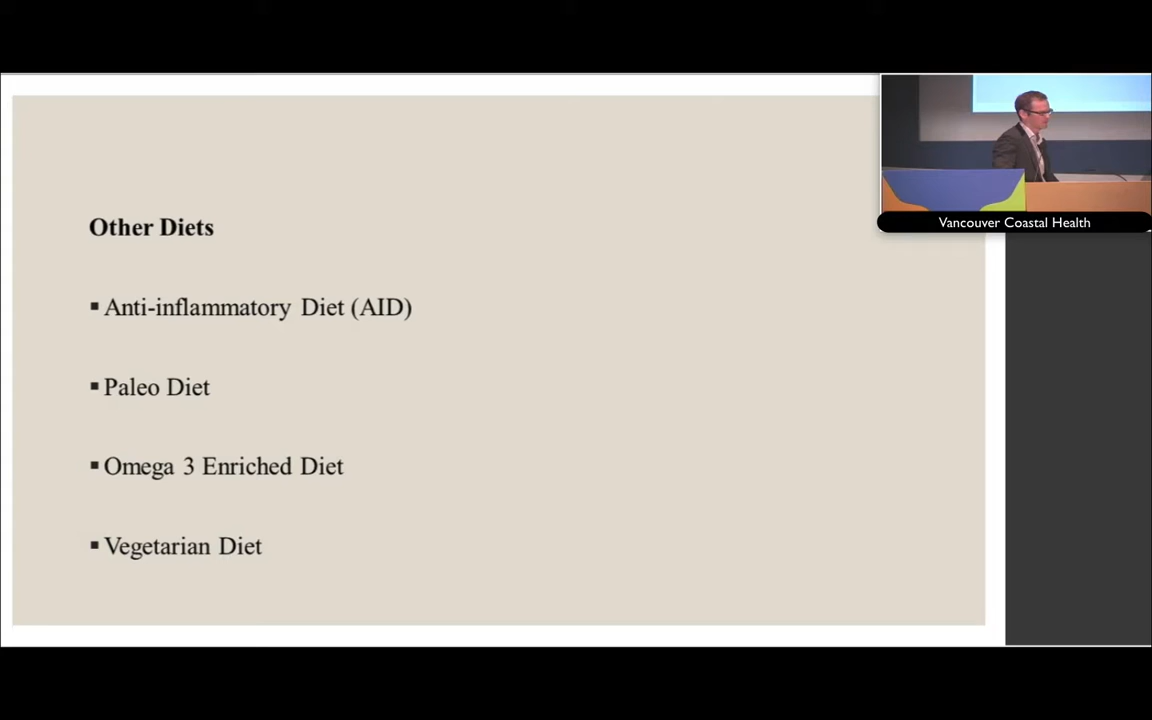 Vancouver Coastal Health
Other Diets
▪ Anti-inflammatory Diet (AID)
▪ Paleo Diet
▪ Omega 3 Enriched Diet
▪ Vegetarian Diet